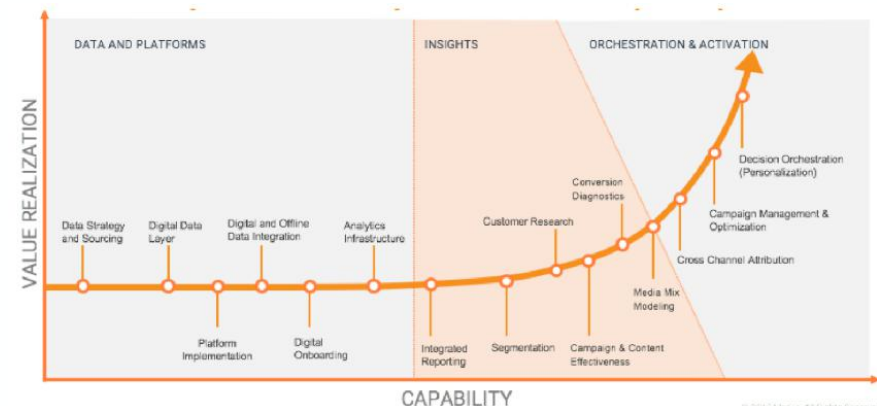 DATA AND PLATFORMS
INSIGHTS
ORCHESTRATION & ACTIVATION
VALUE REALIZATION
Data Strategy
and Sourcing
Digital Data
Layer
Digital and Offline
Data Integration
Analytics
Infrastructure
Platform
Implementation
Digital
Onboarding
Integrated
Reporting
Segmentation
Customer Research
Campaign & Content
Effectiveness
Conversion
Diagnostics
Media Mix
Modeling
Cross Channel Attribution
Campaign Management &
Optimization
Decision Orchestration
(Personalization)
CAPABILITY